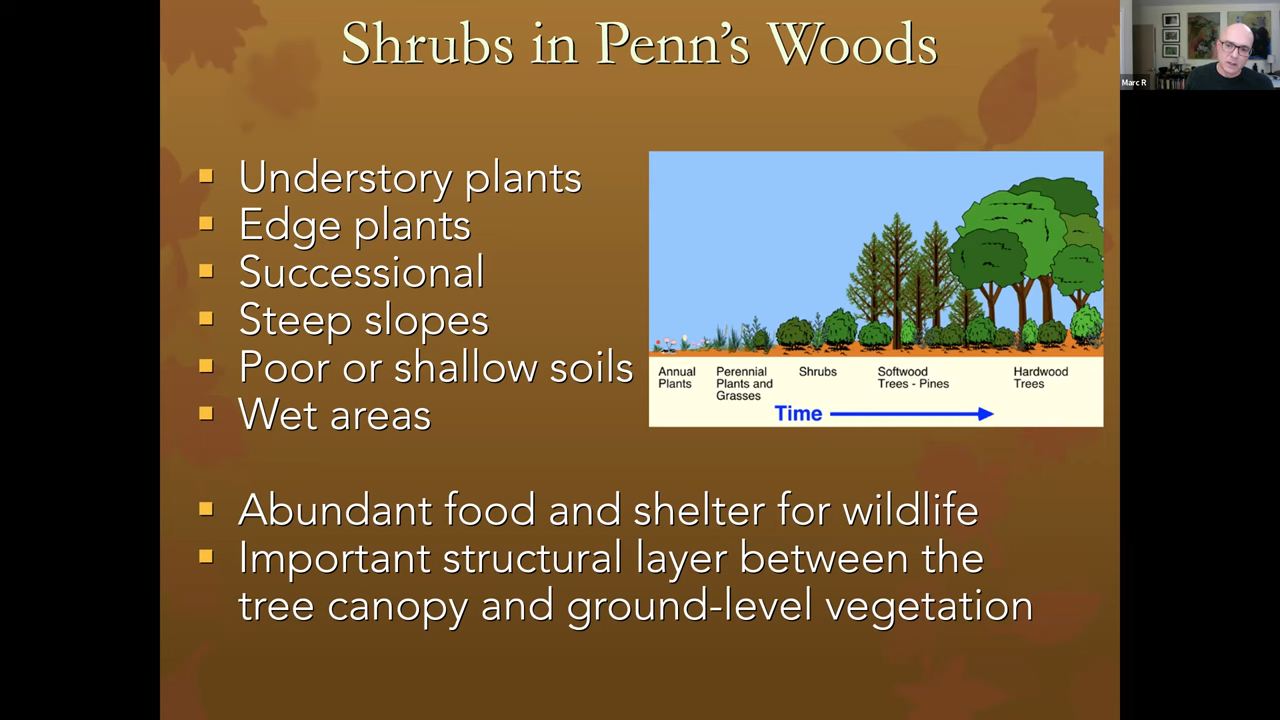 Shrubs in Penn's Woods
Marc R
Understory plants
Edge plants
Successional
Steep slopes
Poor or shallow soils
Wet areas
Annual
Plants
Perennial
Plants and
Grasses
Shrubs
Softwood
Trees - Pines
Hardwood
Trees
Time
Abundant food and shelter for wildlife
Important structural layer between the
tree canopy and ground-level vegetation